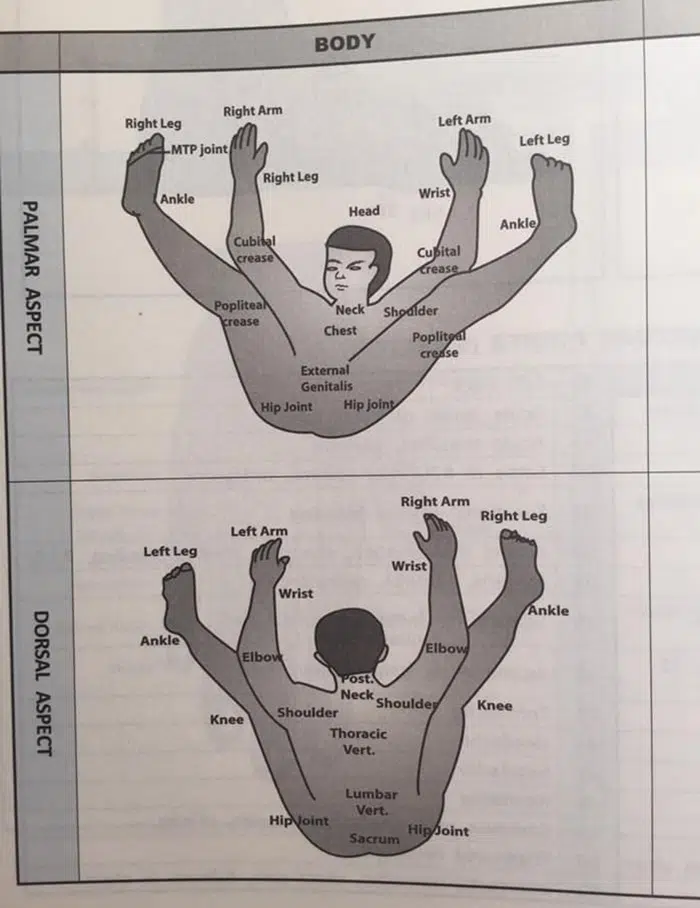 BODY
PALMAR ASPECT
Right Leg
Right Arm
Left Arm
Left Leg
MTP joint
Right Leg
Wrist
Ankle
Head
Ankle
Cubital
crease
Cubital
crease
Popliteal
crease
Neck
Shoulder
Chest
Popliteal
crease
External
Genitalis
Hip Joint
Hip joint
DORSAL ASPECT
Left Leg
Left Arm
Right Arm
Right Leg
Wrist
Wrist
Ankle
Ankle
Elbow
Elbow
Post.
Neck
Shoulder
Shoulder
Knee
Knee
Thoracic
Vert.
Lumbar
Vert.
Hip Joint
Hip Joint
Sacrum